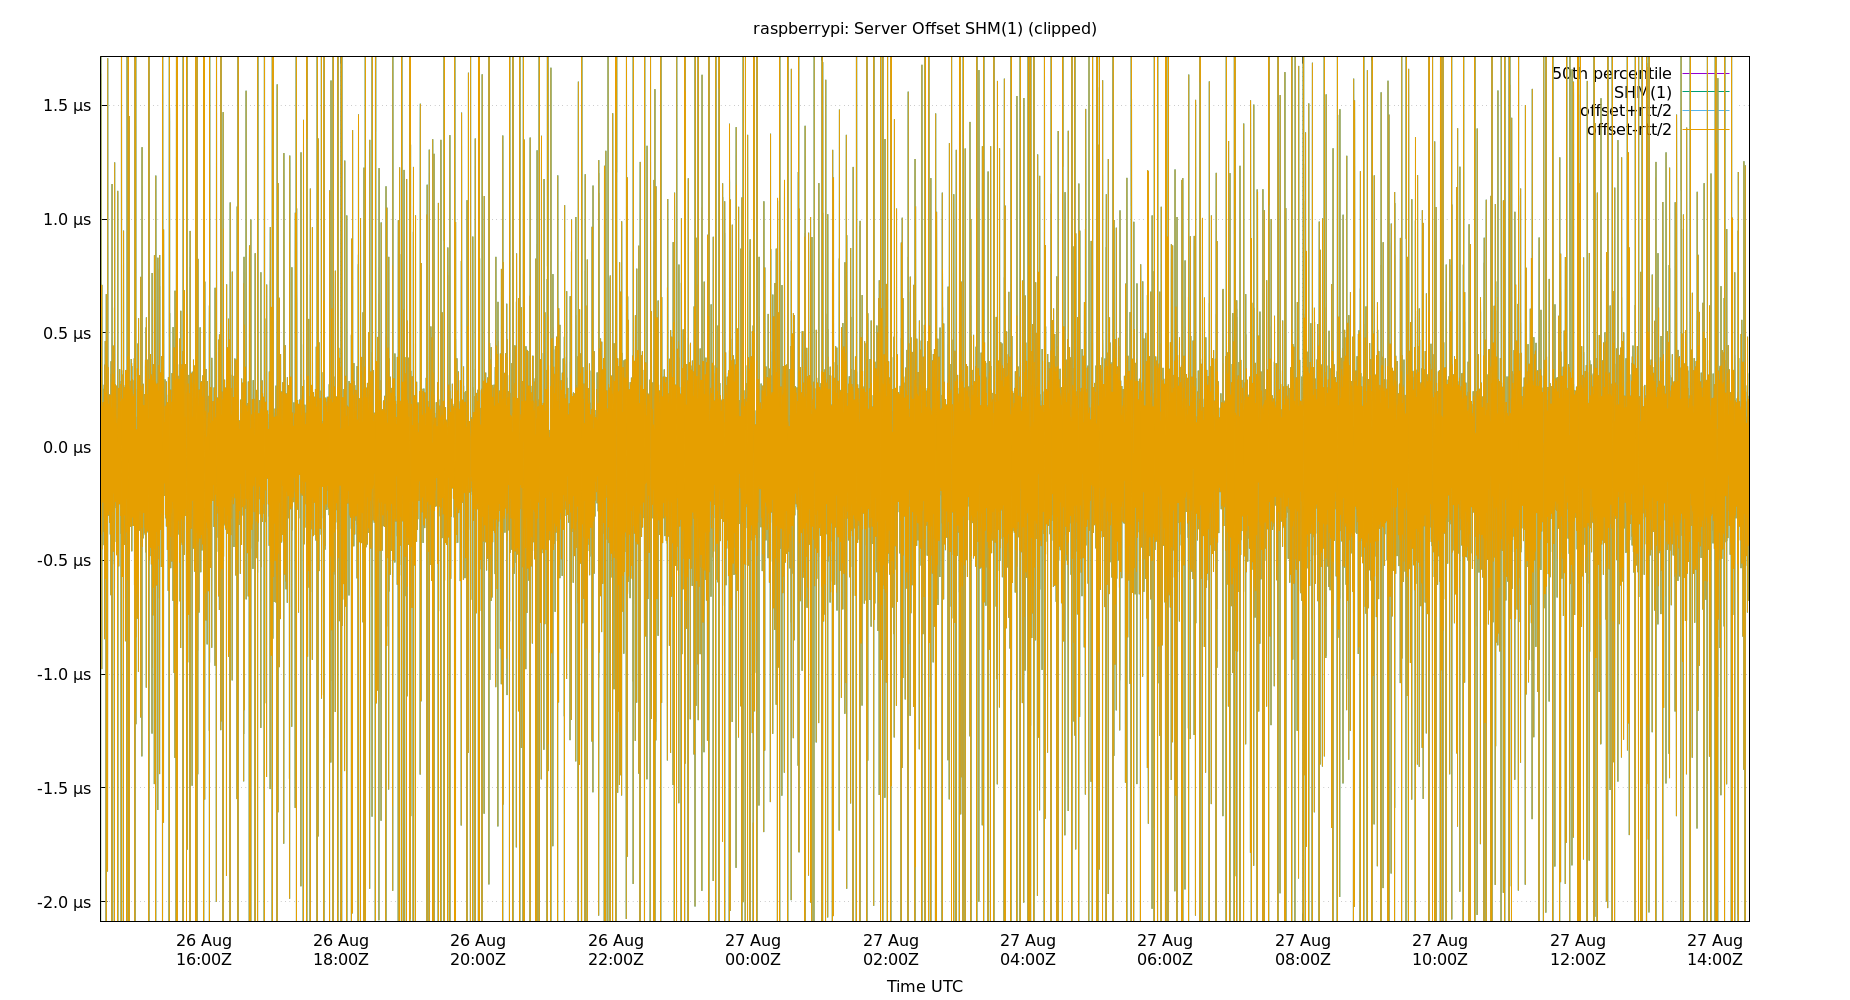 raspberrypi: Server Offset SHM(1) (clipped)
50th percentile
SHM(1)
offset+rtt/2
offset-rtt/2
1.5 µs
1.0 µs
0.5 µs
0.0 µs
-0.5 µs
-1.0 µs
-1.5 µs
-2.0 µs
26 Aug 26 Aug 26 Aug 26 Aug 27 Aug 27 Aug 27 Aug 27 Aug 27 Aug 27 Aug 27 Aug 27 Aug
16:00Z 18:00Z 20:00Z 22:00Z 00:00Z 02:00Z 04:00Z 06:00Z 08:00Z 10:00Z 12:00Z 14:00Z
Time UTC